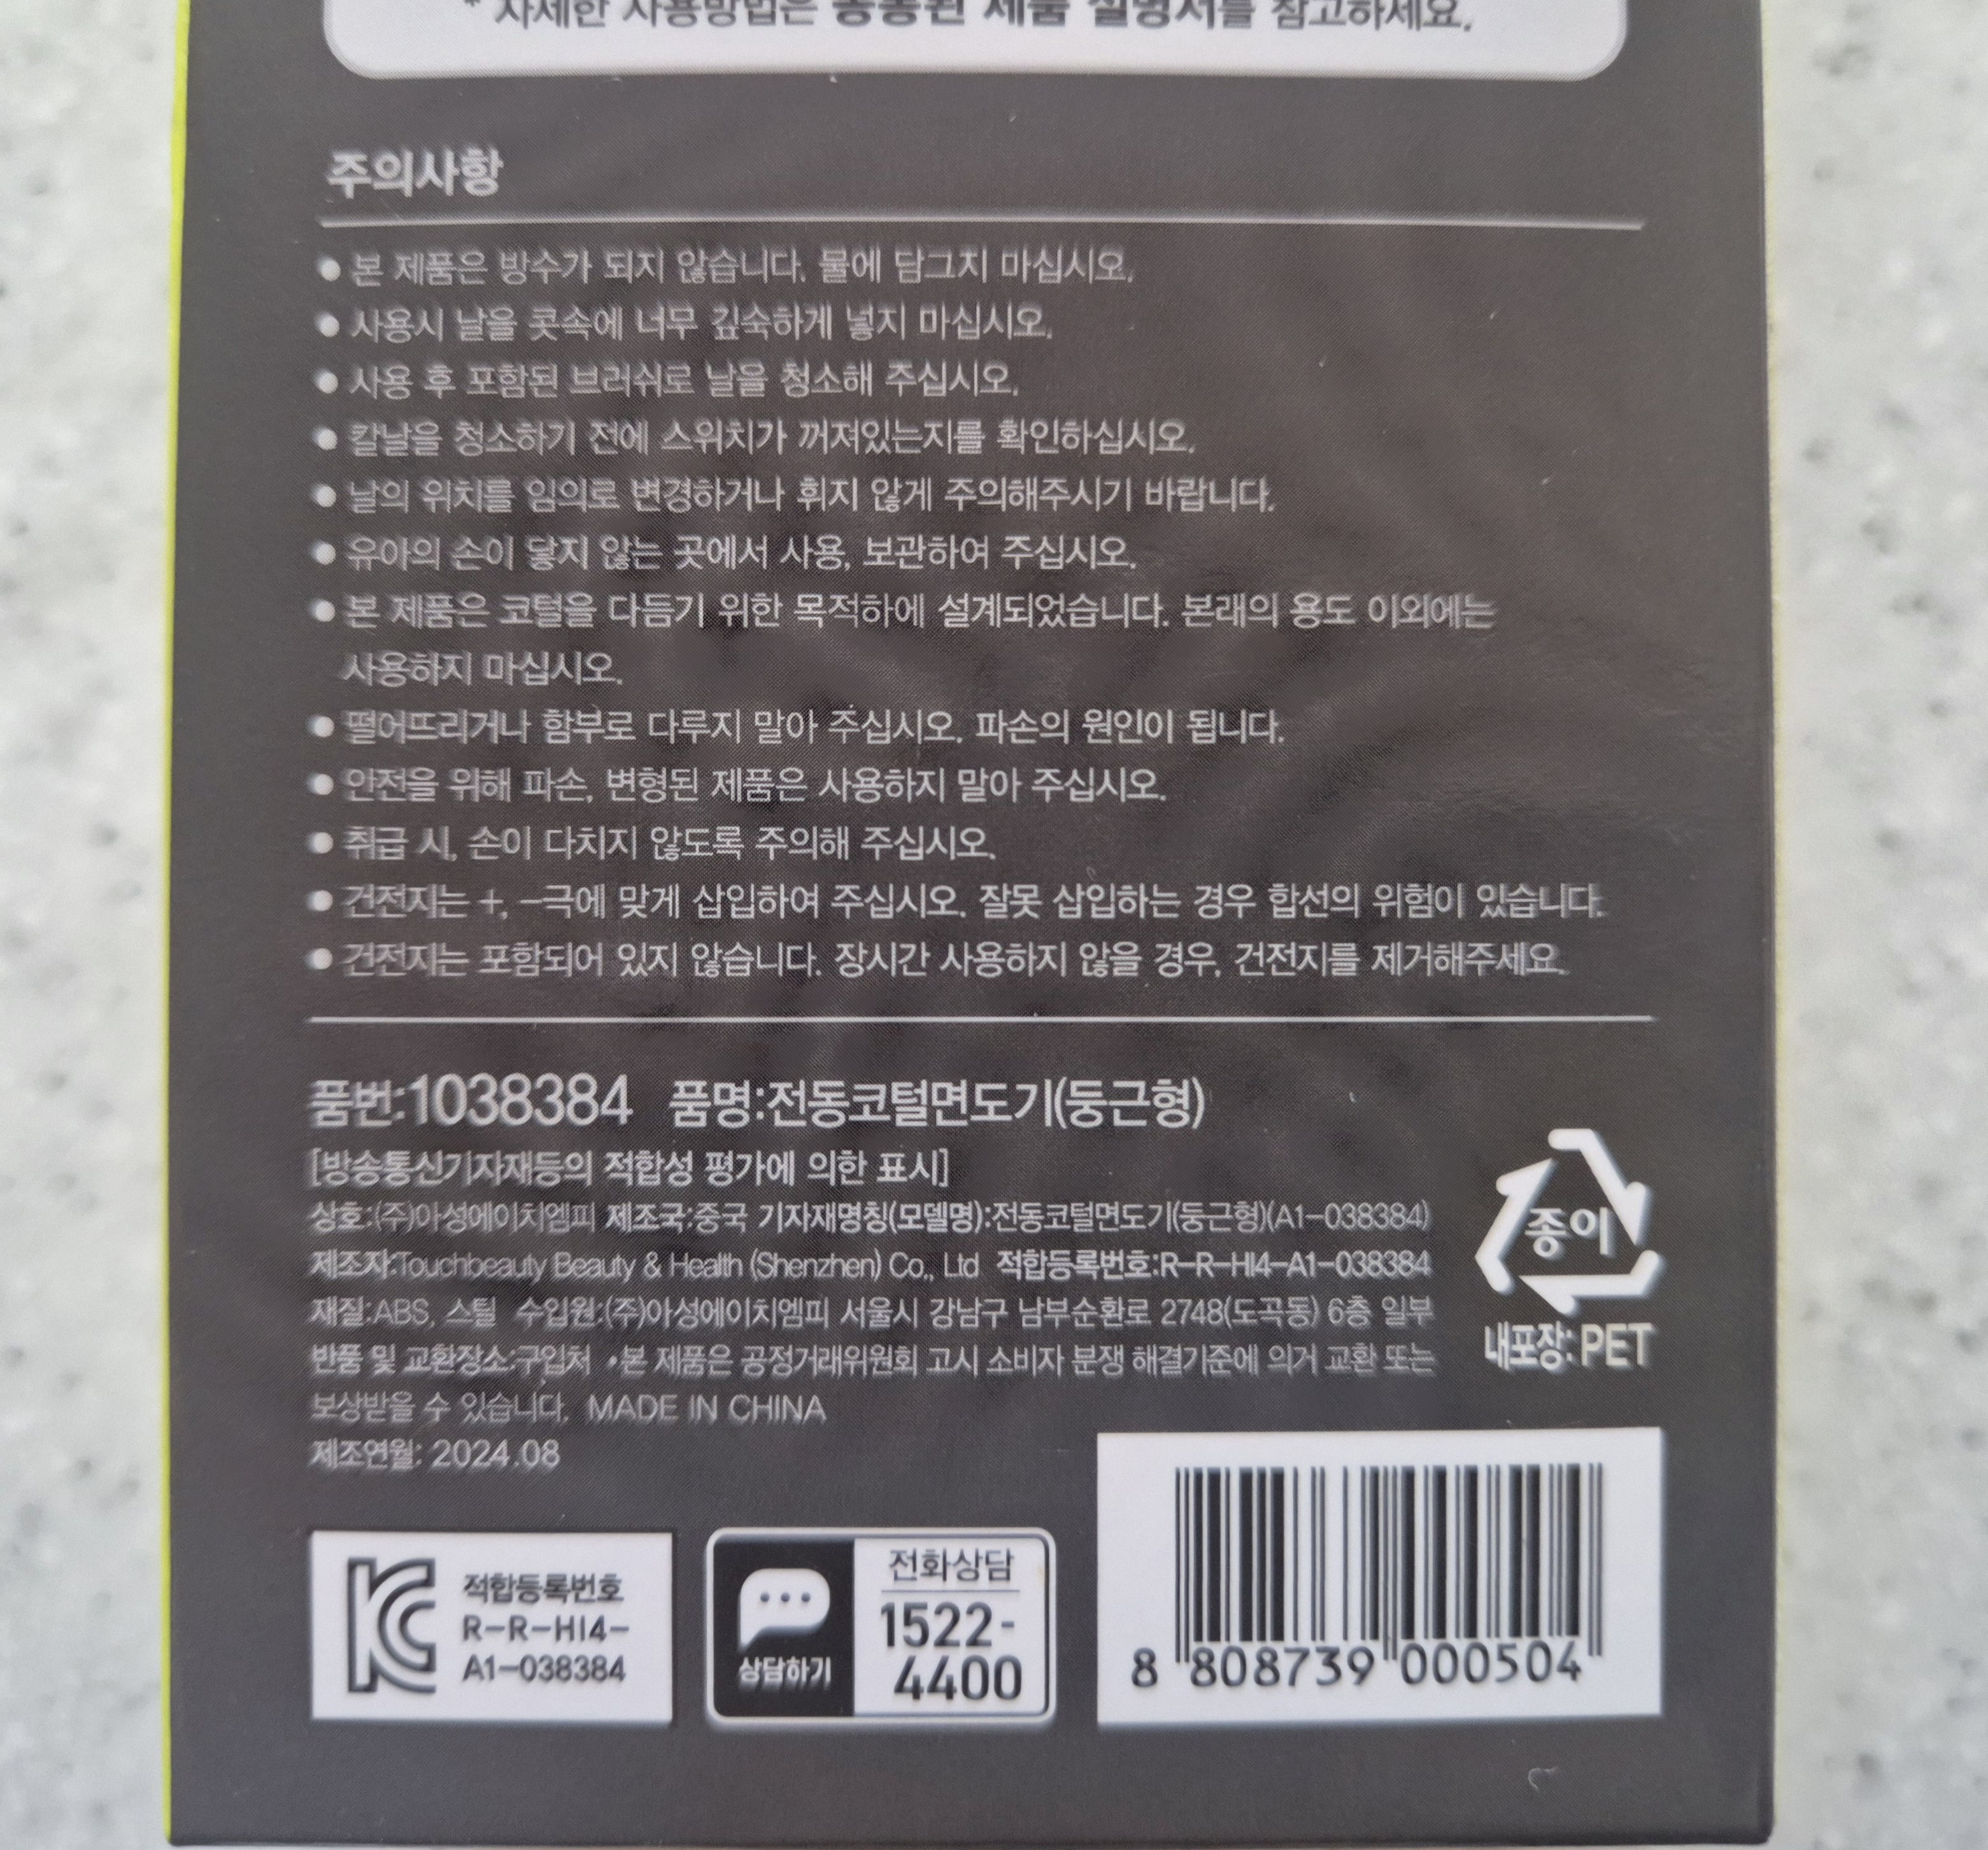 * 자세한 사용방법은 동봉된 제품 설명서를 참고하세요.
주의사항
● 본 제품은 방수가 되지 않습니다. 물에 담그지 마십시오.
● 사용시 날을 콧속에 너무 깊숙하게 넣지 마십시오.
● 사용 후 포함된 브러쉬로 날을 청소해 주십시오.
● 칼날을 청소하기 전에 스위치가 꺼져있는지를 확인하십시오.
● 날의 위치를 임의로 변경하거나 휘지 않게 주의해주시기 바랍니다.
● 유아의 손이 닿지 않는 곳에서 사용, 보관하여 주십시오.
● 본 제품은 코털을 다듬기 위한 목적하에 설계되었습니다. 본래의 용도 이외에는
사용하지 마십시오.
● 떨어뜨리거나 함부로 다루지 말아 주십시오. 파손의 원인이 됩니다.
● 안전을 위해 파손, 변형된 제품은 사용하지 말아 주십시오.
● 취급 시, 손이 다치지 않도록 주의해 주십시오.
● 건전지는 +, -극에 맞게 삽입하여 주십시오. 잘못 삽입하는 경우 합선의 위험이 있습니다.
● 건전지는 포함되어 있지 않습니다. 장시간 사용하지 않을 경우, 건전지를 제거해주세요.
품번:1038384 품명:전동코털면도기(둥근형)
[방송통신기자재등의 적합성 평가에 의한 표시]
상호:(주)아성에이치엠피 제조국:중국 기자재명칭(모델명):전동코털면도기(둥근형)(A1-038384)
제조자:Touchbeauty Beauty & Health (Shenzhen) Co., Ltd 적합등록번호:R-R-HI4-A1-038384
재질:ABS, 스틸 수입원:(주)아성에이치엠피 서울시 강남구 남부순환로 2748(도곡동) 6층 일부
반품 및 교환장소:구입처 •본 제품은 공정거래위원회 고시 소비자 분쟁 해결기준에 의거 교환 또는
보상받을 수 있습니다. MADE IN CHINA
제조연월: 2024.08
종이
내포장: PET
적합등록번호
R-R-HI4-
A1-038384
상담하기
전화상담
1522-
4400
8 808739 000504